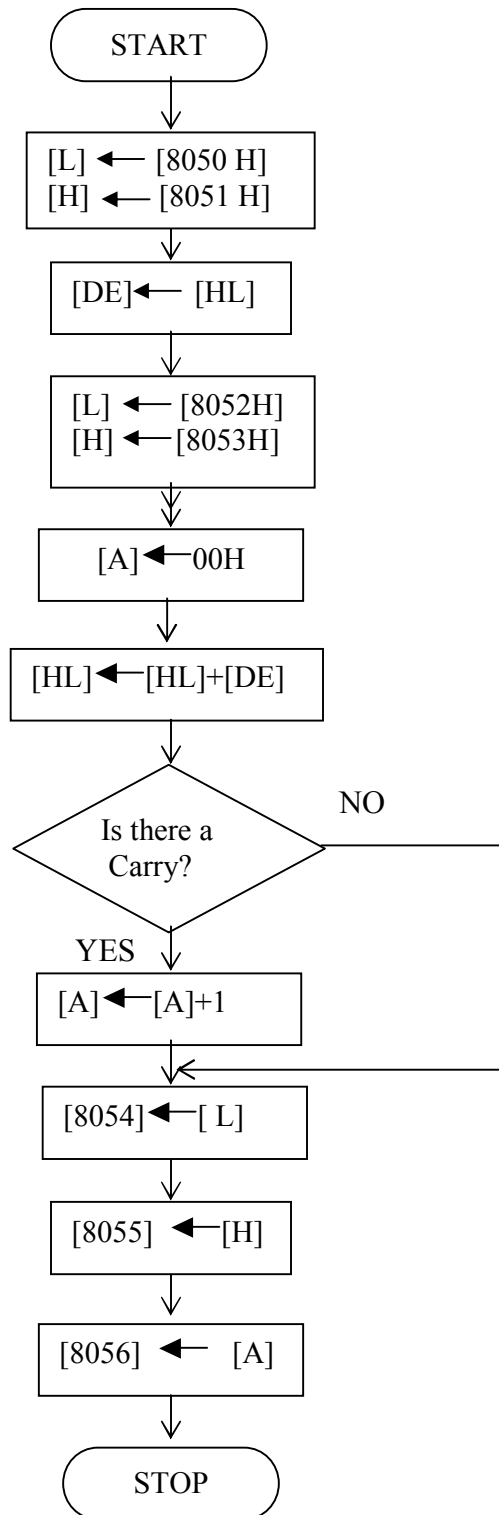 START
[L] ← [8050 H]
[H] ← [8051 H]
[DE]← [HL]
[L] ← [8052H]
[H] ← [8053H]
[A]←00H
[HL]←[HL]+[DE]
NO
Is there a
Carry?
YES
[A]←[A]+1
[8054]←[ L]
[8055] ←[H]
[8056] ← [A]
STOP